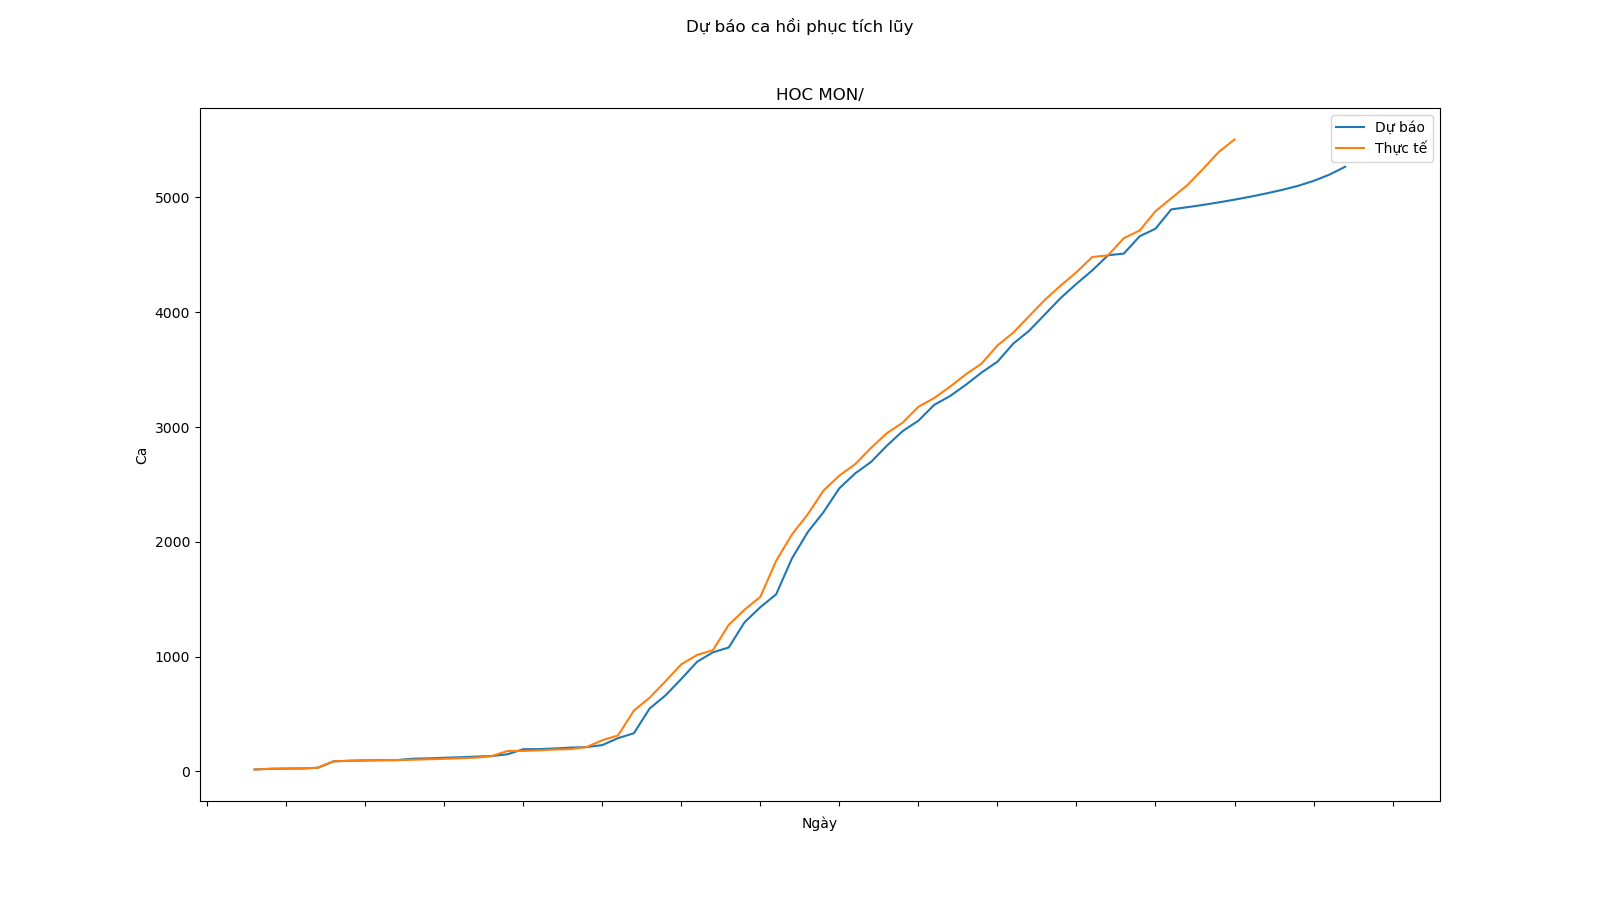 Dự báo ca hồi phục tích lũy
HOC MON/
Dự báo
Thực tế
5000
4000
3000
2000
1000
0
Ca
Ngày